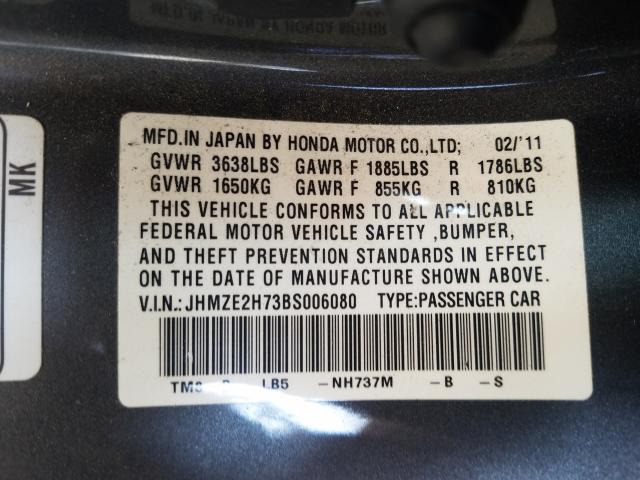 MFD.IN JAPAN BY HONDA MOTOR CO.,LTD; 02/'11
GVWR 3638LBS GAWR F 1885LBS R 1786LBS
GVWR 1650KG GAWR F 855KG R 810KG
THIS VEHICLE CONFORMS TO ALL APPLICABLE
FEDERAL MOTOR VEHICLE SAFETY ,BUMPER,
AND THEFT PREVENTION STANDARDS IN EFFECT
ON THE DATE OF MANUFACTURE SHOWN ABOVE.
V.I.N.:JHMZE2H73BS006080 TYPE:PASSENGER CAR
LB5 -NH737M -B -S
MK